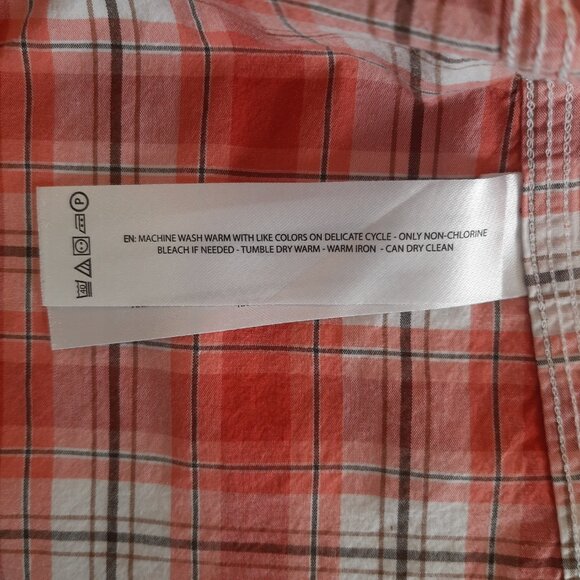 EN: MACHINE WASH WARM WITH LIKE COLORS ON DELICATE CYCLE - ONLY NON-CHLORINE
BLEACH IF NEEDED - TUMBLE DRY WARM - WARM IRON - CAN DRY CLEAN
40
P